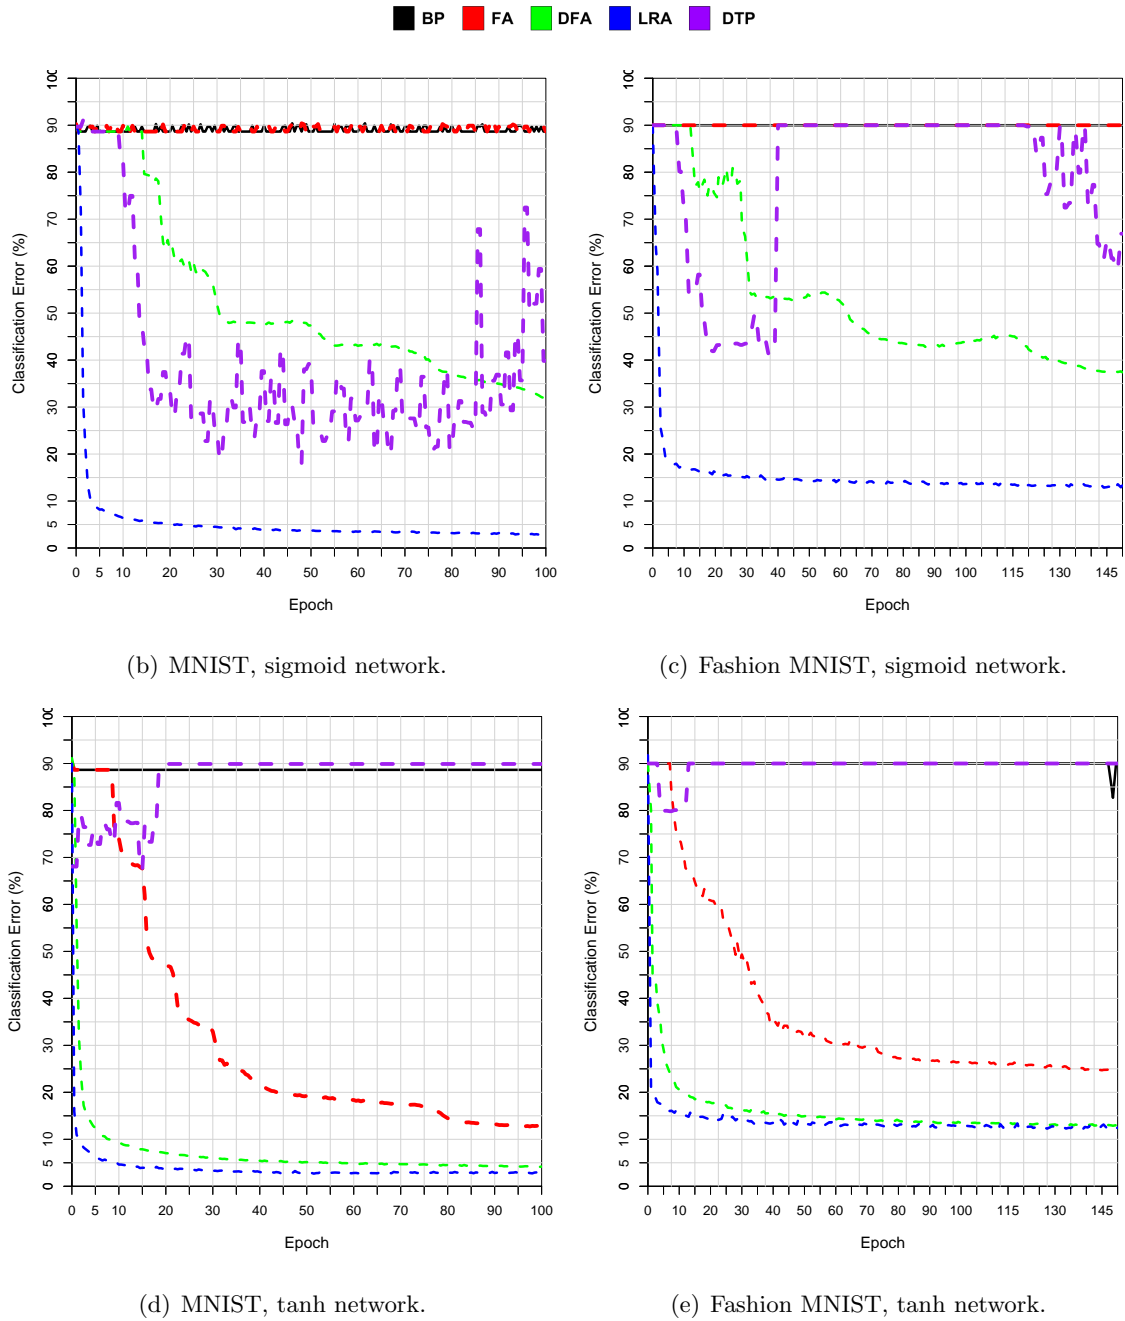 BP FA DFA LRA DTP
Classification Error (%)
0 5 10 20 30 40 50 60 70 80 90
0 5 10 20 30 40 50 60 70 80 90 100
Epoch
(b) MNIST, sigmoid network.
Classification Error (%)
0 5 10 20 30 40 50 60 70 80 90
0 10 20 30 40 50 60 70 80 90 100 115 130 145
Epoch
(c) Fashion MNIST, sigmoid network.
Classification Error (%)
0 5 10 20 30 40 50 60 70 80 90
0 5 10 20 30 40 50 60 70 80 90 100
Epoch
(d) MNIST, tanh network.
Classification Error (%)
0 5 10 20 30 40 50 60 70 80 90
0 10 20 30 40 50 60 70 80 90 100 115 130 145
Epoch
(e) Fashion MNIST, tanh network.